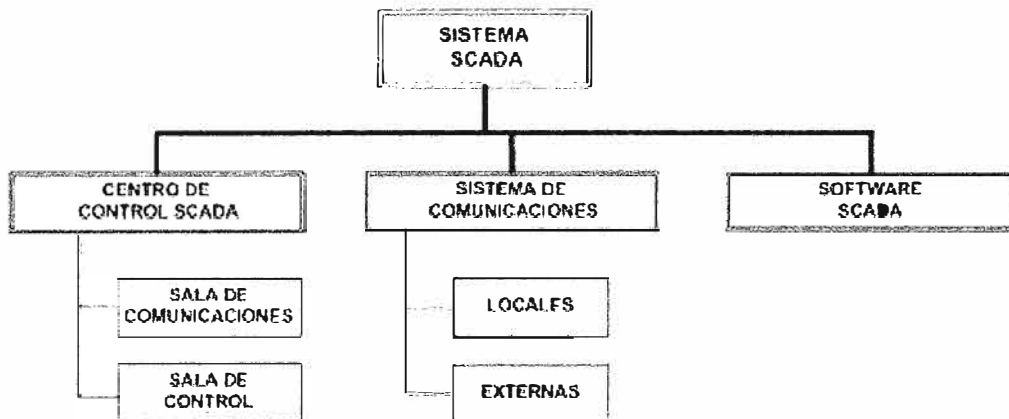 SISTEMA
SCADA
CENTRO DE
CONTROL SCADA
SISTEMA DE
COMUNICACIONES
SOFTWARE
SCADA
SALA DE
COMUNICACIONES
LOCALES
SALA DE
CONTROL
EXTERNAS